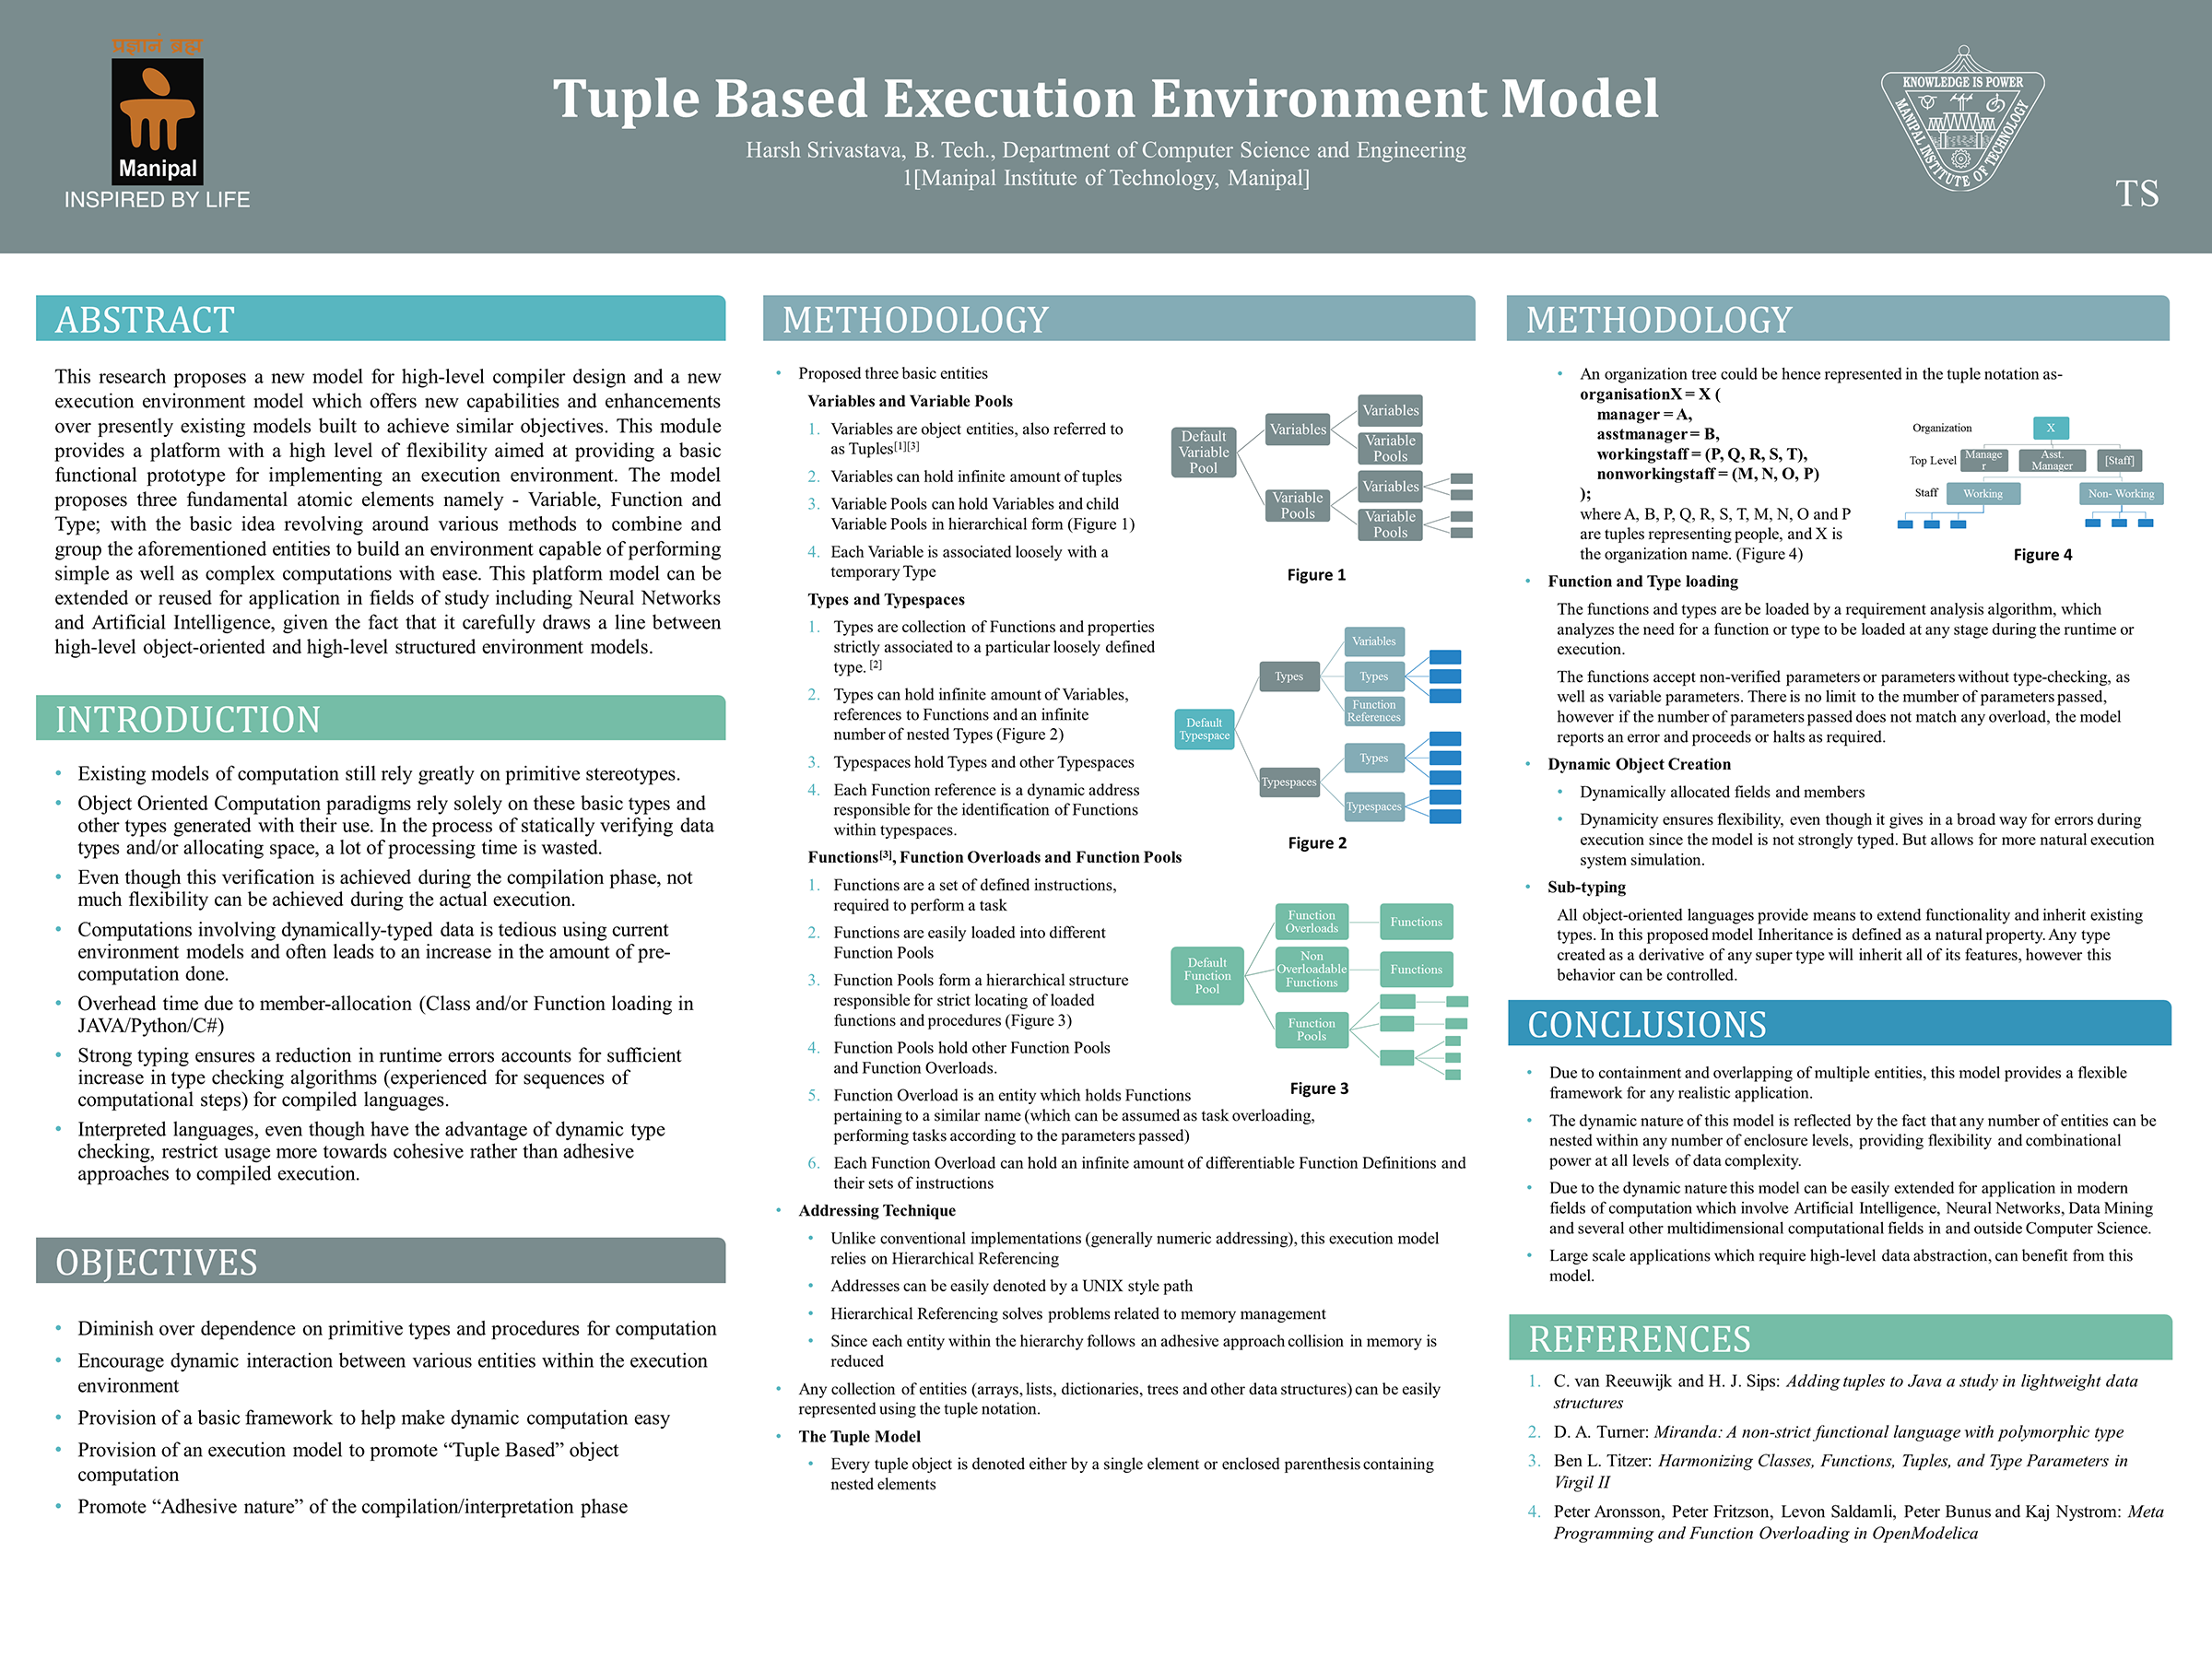 प्रज्ञानं ब्रह्म
Manipal
INSPIRED BY LIFE
Tuple Based Execution Environment Model
Harsh Srivastava, B. Tech., Department of Computer Science and Engineering
1[Manipal Institute of Technology, Manipal]
KNOWLEDGE IS POWER
MANIPAL INSTITUTE OF TECHNOLOGY
TS
ABSTRACT
This research proposes a new model for high-level compiler design and a new
execution environment model which offers new capabilities and enhancements
over presently existing models built to achieve similar objectives. This module
provides a platform with a high level of flexibility aimed at providing a basic
functional prototype for implementing an execution environment. The model
proposes three fundamental atomic elements namely - Variable, Function and
Type; with the basic idea revolving around various methods to combine and
group the aforementioned entities to build an environment capable of performing
simple as well as complex computations with ease. This platform model can be
extended or reused for application in fields of study including Neural Networks
and Artificial Intelligence, given the fact that it carefully draws a line between
high-level object-oriented and high-level structured environment models.
INTRODUCTION
• Existing models of computation still rely greatly on primitive stereotypes.
• Object Oriented Computation paradigms rely solely on these basic types and
other types generated with their use. In the process of statically verifying data
types and/or allocating space, a lot of processing time is wasted.
• Even though this verification is achieved during the compilation phase, not
much flexibility can be achieved during the actual execution.
• Computations involving dynamically-typed data is tedious using current
environment models and often leads to an increase in the amount of pre-
computation done.
• Overhead time due to member-allocation (Class and/or Function loading in
JAVA/Python/C#)
• Strong typing ensures a reduction in runtime errors accounts for sufficient
increase in type checking algorithms (experienced for sequences of
computational steps) for compiled languages.
• Interpreted languages, even though have the advantage of dynamic type
checking, restrict usage more towards cohesive rather than adhesive
approaches to compiled execution.
OBJECTIVES
• Diminish over dependence on primitive types and procedures for computation
• Encourage dynamic interaction between various entities within the execution
environment
• Provision of a basic framework to help make dynamic computation easy
• Provision of an execution model to promote “Tuple Based” object
computation
• Promote “Adhesive nature” of the compilation/interpretation phase
METHODOLOGY
• Proposed three basic entities
Variables and Variable Pools
1. Variables are object entities, also referred to
as Tuples[1][3]
2. Variables can hold infinite amount of tuples
3. Variable Pools can hold Variables and child
Variable Pools in hierarchical form (Figure 1)
4. Each Variable is associated loosely with a
temporary Type
Default
Variable
Pool
Variables
Variable
Pools
Variables
Variable
Pools
Variables
Variable
Pools
Figure 1
Types and Typespaces
1. Types are collection of Functions and properties
strictly associated to a particular loosely defined
type. [2]
2. Types can hold infinite amount of Variables,
references to Functions and an infinite
number of nested Types (Figure 2)
3. Typespaces hold Types and other Typespaces
4. Each Function reference is a dynamic address
responsible for the identification of Functions
within typespaces.
Default
Typespace
Types
Typespaces
Variables
Types
Function
References
Types
Typespaces
Figure 2
Functions[3], Function Overloads and Function Pools
1. Functions are a set of defined instructions,
required to perform a task
2. Functions are easily loaded into different
Function Pools
3. Function Pools form a hierarchical structure
responsible for strict locating of loaded
functions and procedures (Figure 3)
4. Function Pools hold other Function Pools
and Function Overloads.
5. Function Overload is an entity which holds Functions
pertaining to a similar name (which can be assumed as task overloading,
performing tasks according to the parameters passed)
6. Each Function Overload can hold an infinite amount of differentiable Function Definitions and
their sets of instructions
Default
Function
Pool
Function
Overloads
Functions
Non
Overloadable
Functions
Functions
Function
Pools
Figure 3
• Addressing Technique
• Unlike conventional implementations (generally numeric addressing), this execution model
relies on Hierarchical Referencing
• Addresses can be easily denoted by a UNIX style path
• Hierarchical Referencing solves problems related to memory management
• Since each entity within the hierarchy follows an adhesive approach collision in memory is
reduced
• Any collection of entities (arrays, lists, dictionaries, trees and other data structures) can be easily
represented using the tuple notation.
• The Tuple Model
• Every tuple object is denoted either by a single element or enclosed parenthesis containing
nested elements
METHODOLOGY
• An organization tree could be hence represented in the tuple notation as-
organisationX = X (
manager = A,
asstmanager = B,
workingstaff = (P, Q, R, S, T),
nonworkingstaff = (M, N, O, P)
);
where A, B, P, Q, R, S, T, M, N, O and P
are tuples representing people, and X is
the organization name. (Figure 4)
Organization
X
Top Level
Manage
r
Asst.
Manager
[Staff]
Staff
Working
Non- Working
Figure 4
• Function and Type loading
The functions and types are be loaded by a requirement analysis algorithm, which
analyzes the need for a function or type to be loaded at any stage during the runtime or
execution.
The functions accept non-verified parameters or parameters without type-checking, as
well as variable parameters. There is no limit to the mumber of parameters passed,
however if the number of parameters passed does not match any overload, the model
reports an error and proceeds or halts as required.
• Dynamic Object Creation
• Dynamically allocated fields and members
• Dynamicity ensures flexibility, even though it gives in a broad way for errors during
execution since the model is not strongly typed. But allows for more natural execution
system simulation.
• Sub-typing
All object-oriented languages provide means to extend functionality and inherit existing
types. In this proposed model Inheritance is defined as a natural property. Any type
created as a derivative of any super type will inherit all of its features, however this
behavior can be controlled.
CONCLUSIONS
• Due to containment and overlapping of multiple entities, this model provides a flexible
framework for any realistic application.
• The dynamic nature of this model is reflected by the fact that any number of entities can be
nested within any number of enclosure levels, providing flexibility and combinational
power at all levels of data complexity.
• Due to the dynamic nature this model can be easily extended for application in modern
fields of computation which involve Artificial Intelligence, Neural Networks, Data Mining
and several other multidimensional computational fields in and outside Computer Science.
• Large scale applications which require high-level data abstraction, can benefit from this
model.
REFERENCES
1. C. van Reeuwijk and H. J. Sips: Adding tuples to Java a study in lightweight data
structures
2. D. A. Turner: Miranda: A non-strict functional language with polymorphic type
3. Ben L. Titzer: Harmonizing Classes, Functions, Tuples, and Type Parameters in
Virgil II
4. Peter Aronsson, Peter Fritzson, Levon Saldamli, Peter Bunus and Kaj Nystrom: Meta
Programming and Function Overloading in OpenModelica